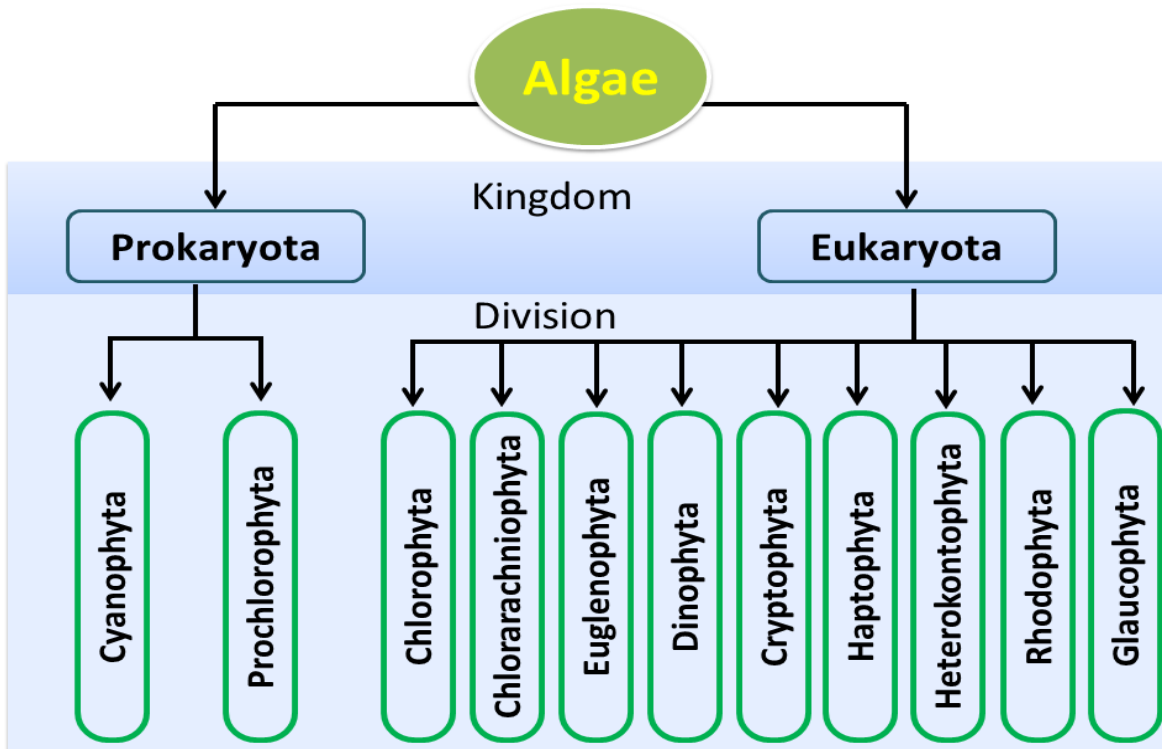 Algae
Kingdom
Prokaryota
Eukaryota
Division
Cyanophyta
Prochlorophyta
Chlorophyta
Chlorarachniophyta
Euglenophyta
Dinophyta
Cryptophyta
Haptophyta
Heterokontophyta
Rhodophyta
Glaucophyta